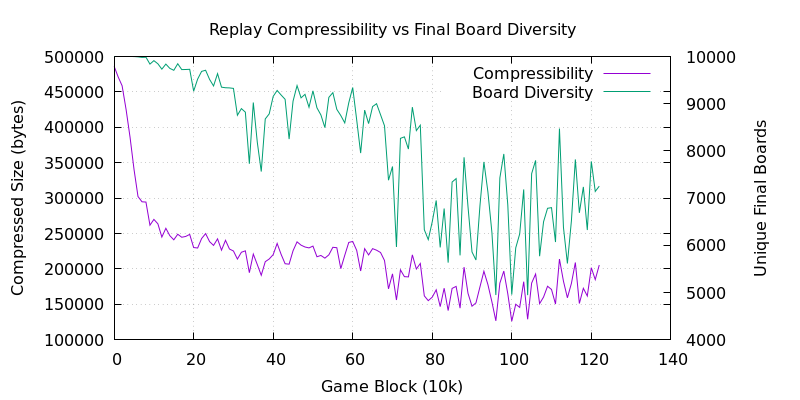 Replay Compressibility vs Final Board Diversity
Compressed Size (bytes)
500000
450000
400000
350000
300000
250000
200000
150000
100000
Compressibility
Board Diversity
10000
9000
8000
7000
6000
5000
4000
Unique Final Boards
0 20 40 60 80 100 120 140
Game Block (10k)